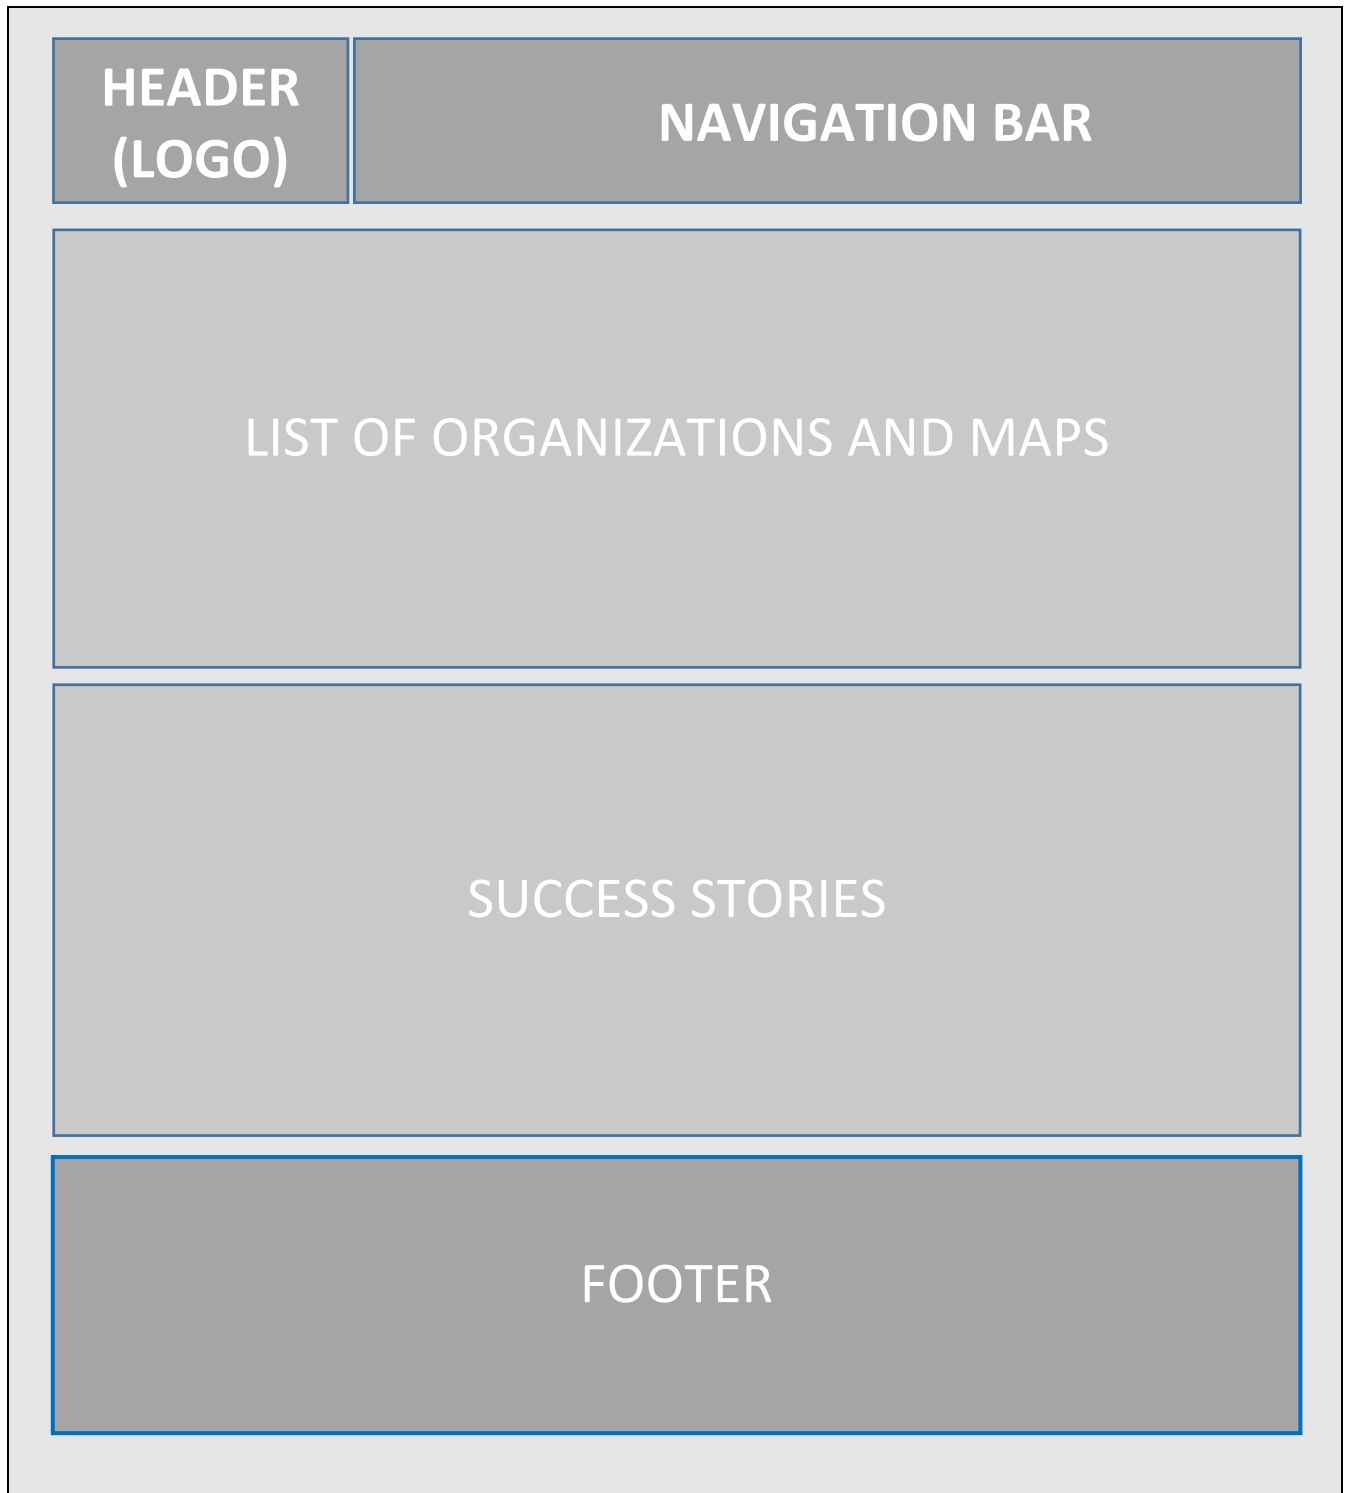 HEADER
(LOGO)
NAVIGATION BAR
LIST OF ORGANIZATIONS AND MAPS
SUCCESS STORIES
FOOTER